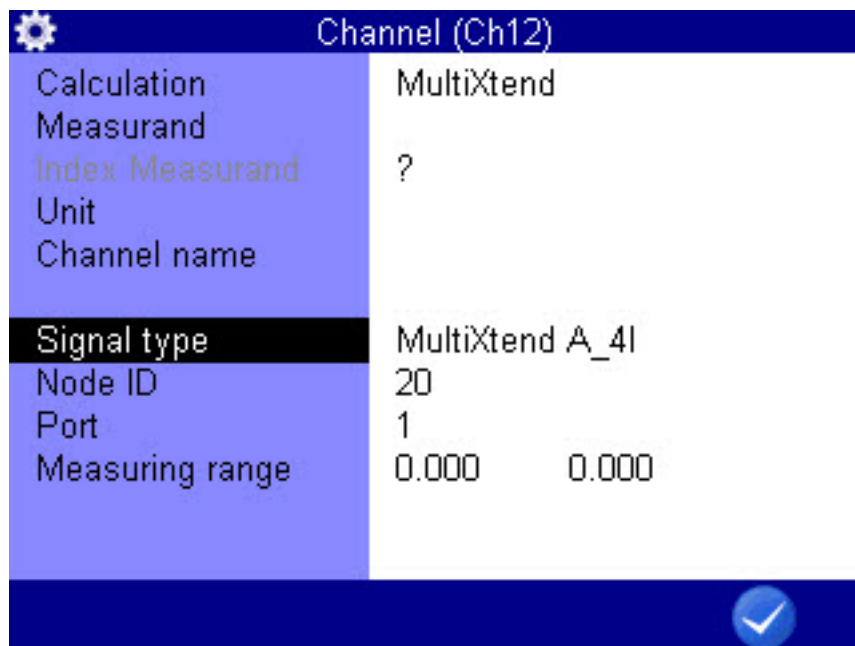 Channel (Ch12)
Calculation MultiXtend
Measurand
Index Measurand ?
Unit
Channel name
Signal type MultiXtend A_4I
Node ID 20
Port 1
Measuring range 0.000 0.000